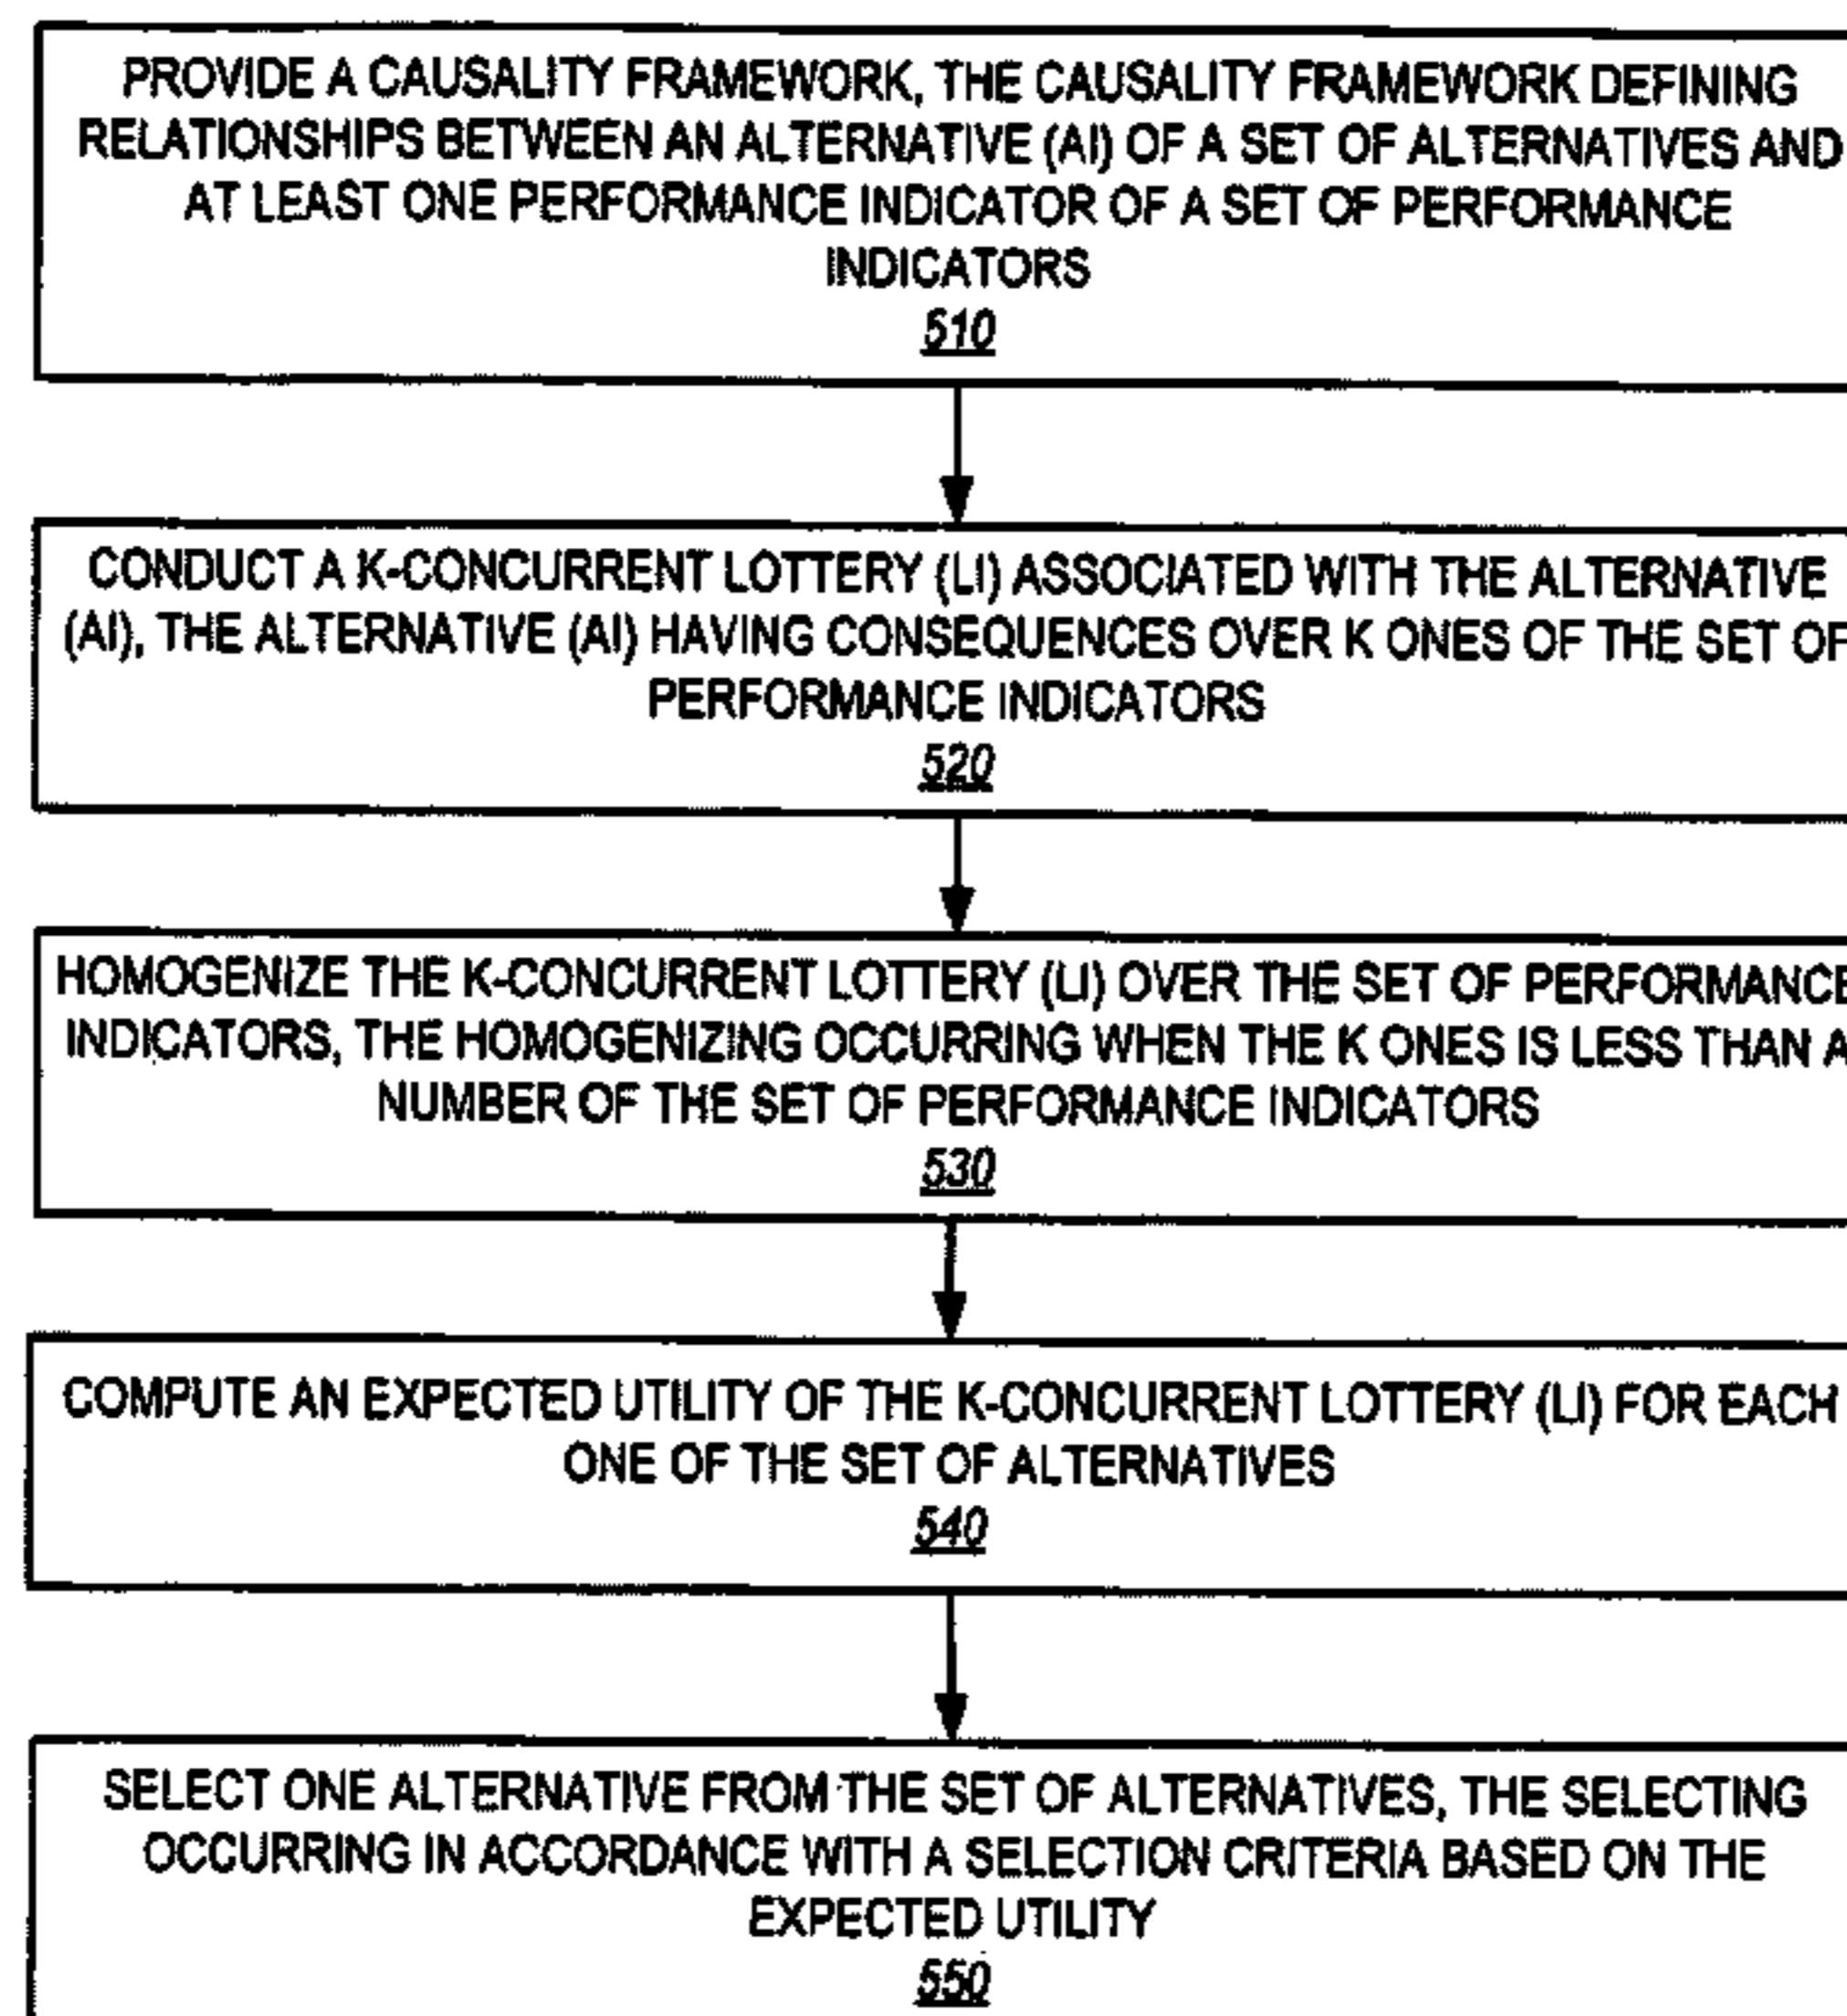 PROVIDE A CAUSALITY FRAMEWORK, THE CAUSALITY FRAMEWORK DEFINING
RELATIONSHIPS BETWEEN AN ALTERNATIVE (AI) OF A SET OF ALTERNATIVES AND
AT LEAST ONE PERFORMANCE INDICATOR OF A SET OF PERFORMANCE
INDICATORS
510
CONDUCT A K-CONCURRENT LOTTERY (LI) ASSOCIATED WITH THE ALTERNATIVE
(AI), THE ALTERNATIVE (AI) HAVING CONSEQUENCES OVER K ONES OF THE SET OF
PERFORMANCE INDICATORS
520
HOMOGENIZE THE K-CONCURRENT LOTTERY (LI) OVER THE SET OF PERFORMANCE
INDICATORS, THE HOMOGENIZING OCCURRING WHEN THE K ONES IS LESS THAN A
NUMBER OF THE SET OF PERFORMANCE INDICATORS
530
COMPUTE AN EXPECTED UTILITY OF THE K-CONCURRENT LOTTERY (LI) FOR EACH
ONE OF THE SET OF ALTERNATIVES
540
SELECT ONE ALTERNATIVE FROM THE SET OF ALTERNATIVES, THE SELECTING
OCCURRING IN ACCORDANCE WITH A SELECTION CRITERIA BASED ON THE
EXPECTED UTILITY
550